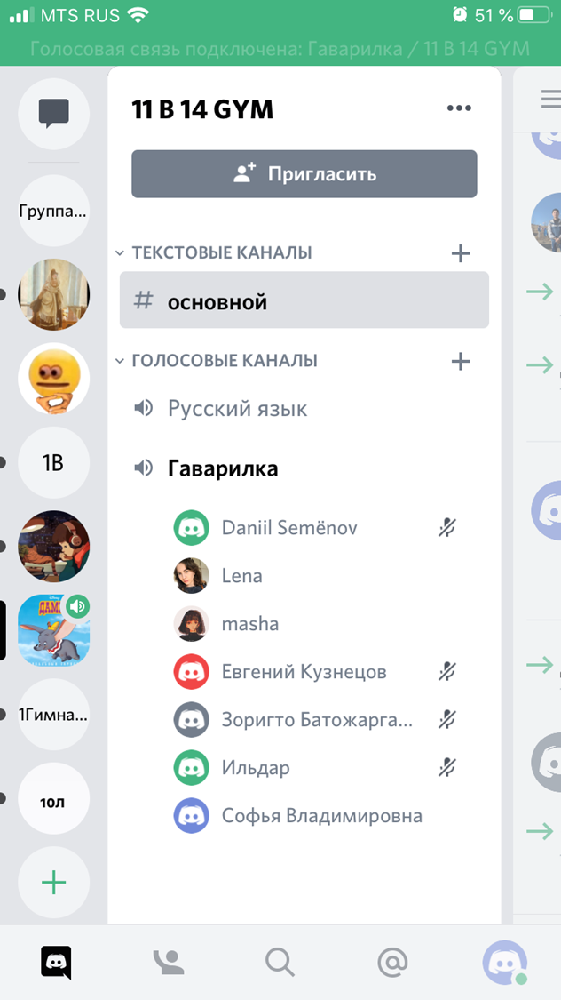 MTS RUS
51 %
Голосовая связь подключена: Гаварилка / 11 В 14 GYM
11 В 14 GYM
Пригласить
Группа...
ТЕКСТОВЫЕ КАНАЛЫ
# основной
ГОЛОСОВЫЕ КАНАЛЫ
Русский язык
1В
Гаварилка
Daniil Semënov
Lena
masha
Евгений Кузнецов
1Гимна...
Зоригто Батожарга...
Ильдар
10Л
Софья Владимировна